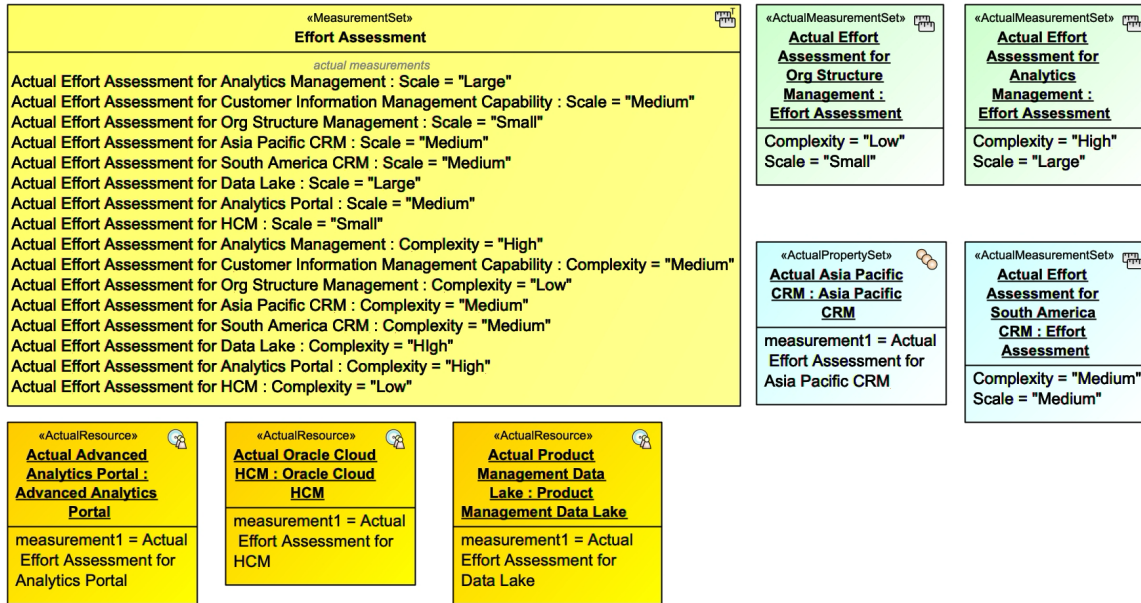 «MeasurementSet»
Effort Assessment
actual measurements
Actual Effort Assessment for Analytics Management : Scale = "Large"
Actual Effort Assessment for Customer Information Management Capability : Scale = "Medium"
Actual Effort Assessment for Org Structure Management : Scale = "Small"
Actual Effort Assessment for Asia Pacific CRM : Scale = "Medium"
Actual Effort Assessment for South America CRM : Scale = "Medium"
Actual Effort Assessment for Data Lake : Scale = "Large"
Actual Effort Assessment for Analytics Portal : Scale = "Medium"
Actual Effort Assessment for HCM : Scale = "Small"
Actual Effort Assessment for Analytics Management : Complexity = "High"
Actual Effort Assessment for Customer Information Management Capability : Complexity = "Medium"
Actual Effort Assessment for Org Structure Management : Complexity = "Low"
Actual Effort Assessment for Asia Pacific CRM : Complexity = "Medium"
Actual Effort Assessment for South America CRM : Complexity = "Medium"
Actual Effort Assessment for Data Lake : Complexity = "HIgh"
Actual Effort Assessment for Analytics Portal : Complexity = "High"
Actual Effort Assessment for HCM : Complexity = "Low"
«ActualMeasurementSet»
Actual Effort
Assessment for
Org Structure
Management :
Effort Assessment
Complexity = "Low"
Scale = "Small"
«ActualMeasurementSet»
Actual Effort
Assessment for
Analytics
Management :
Effort Assessment
Complexity = "High"
Scale = "Large"
«ActualPropertySet»
Actual Asia Pacific
CRM : Asia Pacific
CRM
measurement1 = Actual
Effort Assessment for
Asia Pacific CRM
«ActualMeasurementSet»
Actual Effort
Assessment for
South America
CRM : Effort
Assessment
Complexity = "Medium"
Scale = "Medium"
«ActualResource»
Actual Advanced
Analytics Portal :
Advanced Analytics
Portal
measurement1 = Actual
Effort Assessment for
Analytics Portal
«ActualResource»
Actual Oracle Cloud
HCM : Oracle Cloud
HCM
measurement1 = Actual
Effort Assessment for
HCM
«ActualResource»
Actual Product
Management Data
Lake : Product
Management Data Lake
measurement1 = Actual
Effort Assessment for
Data Lake